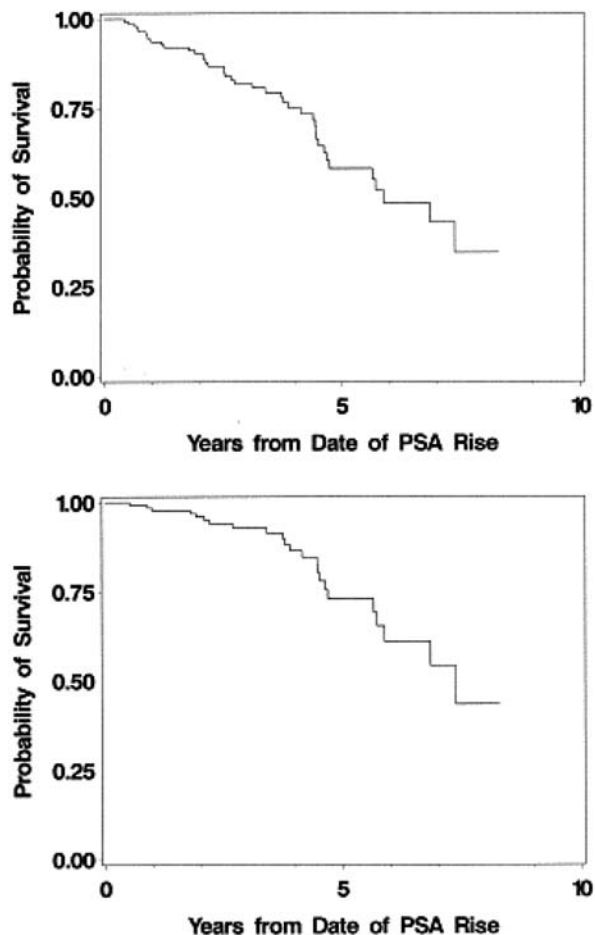 1.00
0.75
0.50
0.25
0.00
Probability of Survival
0 5 10
Years from Date of PSA Rise
1.00
0.75
0.50
0.25
0.00
Probability of Survival
0 5 10
Years from Date of PSA Rise